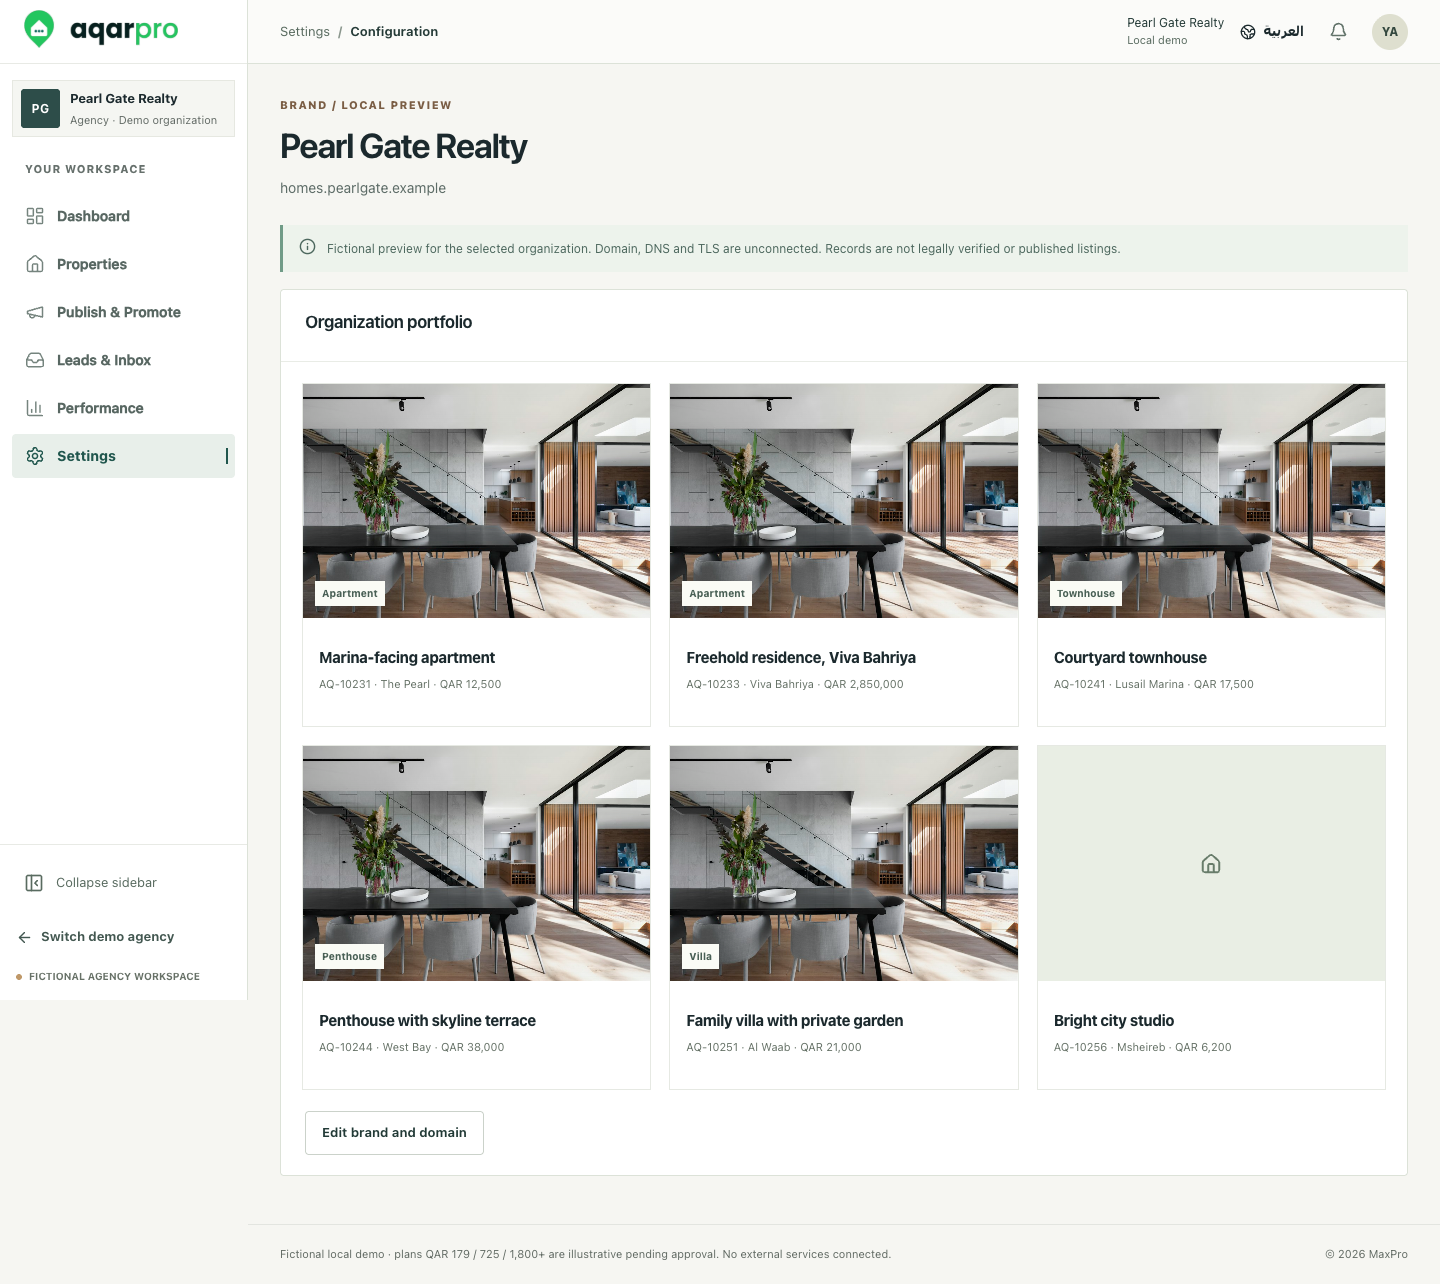 aqarpro
Settings / Configuration
Pearl Gate Realty
Local demo
العربية
YA
PG
Pearl Gate Realty
Agency · Demo organization
YOUR WORKSPACE
Dashboard
Properties
Publish & Promote
Leads & Inbox
Performance
Settings
Collapse sidebar
Switch demo agency
FICTIONAL AGENCY WORKSPACE
BRAND / LOCAL PREVIEW
Pearl Gate Realty
homes.pearlgate.example
Fictional preview for the selected organization. Domain, DNS and TLS are unconnected. Records are not legally verified or published listings.
Organization portfolio
Apartment
Marina-facing apartment
AQ-10231 · The Pearl · QAR 12,500
Apartment
Freehold residence, Viva Bahriya
AQ-10233 · Viva Bahriya · QAR 2,850,000
Townhouse
Courtyard townhouse
AQ-10241 · Lusail Marina · QAR 17,500
Penthouse
Penthouse with skyline terrace
AQ-10244 · West Bay · QAR 38,000
Villa
Family villa with private garden
AQ-10251 · Al Waab · QAR 21,000
Bright city studio
AQ-10256 · Msheireb · QAR 6,200
Edit brand and domain
Fictional local demo · plans QAR 179 / 725 / 1,800+ are illustrative pending approval. No external services connected.
© 2026 MaxPro